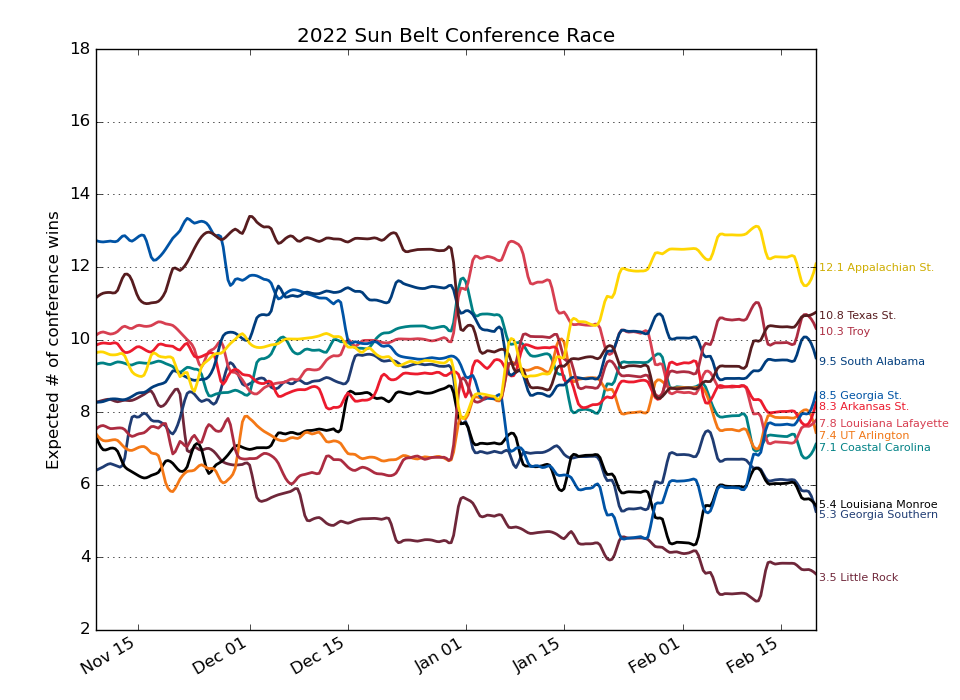 2022 Sun Belt Conference Race
Expected # of conference wins
18
16
14
12
10
8
6
4
2
12.1 Appalachian St.
10.8 Texas St.
10.3 Troy
9.5 South Alabama
8.5 Georgia St.
8.3 Arkansas St.
7.8 Louisiana Lafayette
7.4 UT Arlington
7.1 Coastal Carolina
5.4 Louisiana Monroe
5.3 Georgia Southern
3.5 Little Rock
Nov 15
Dec 01
Dec 15
Jan 01
Jan 15
Feb 01
Feb 15